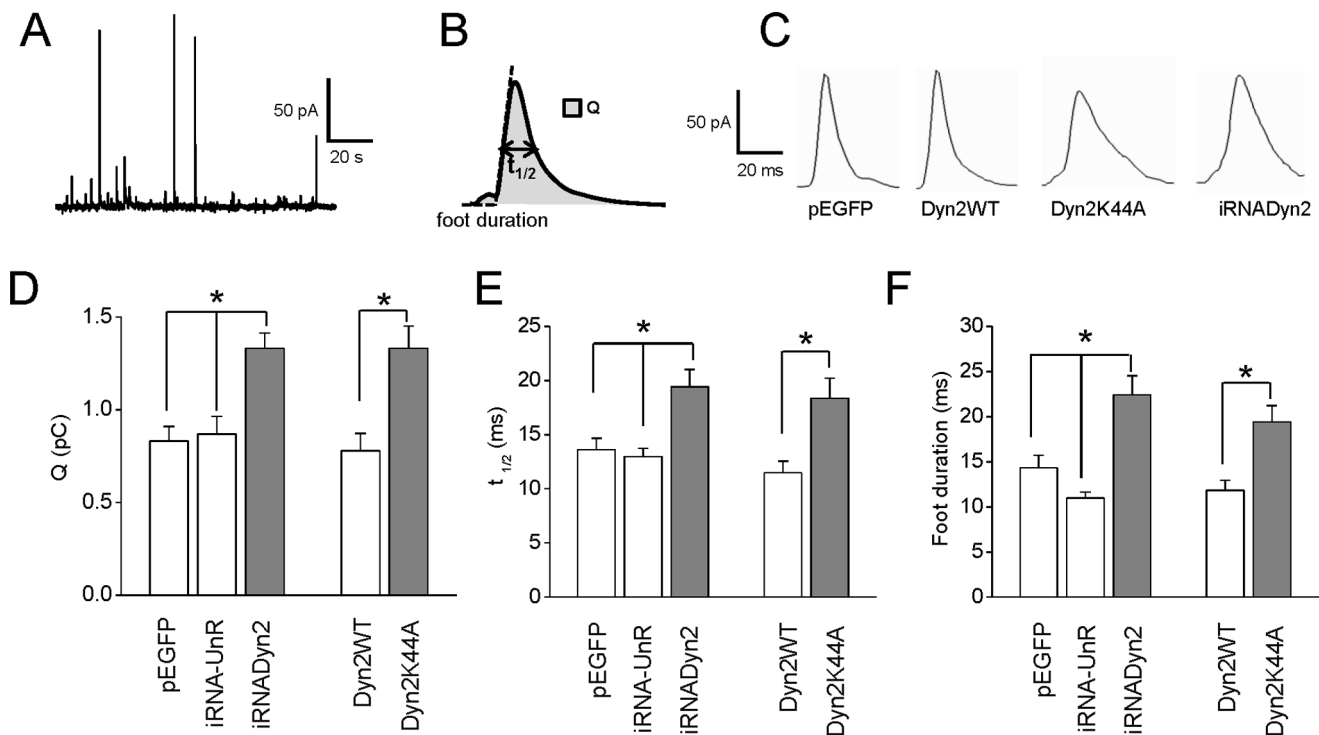 A
50 pA
20 s
B
Q
t1/2
foot duration
C
50 pA
20 ms
pEGFP
Dyn2WT
Dyn2K44A
iRNADyn2
D
Q (pC)
1.5
1.0
0.5
0.0
*
*
pEGFP
iRNA-UnR
iRNADyn2
Dyn2WT
Dyn2K44A
E
t 1/2 (ms)
25
20
15
10
5
0
*
*
pEGFP
iRNA-UnR
iRNADyn2
Dyn2WT
Dyn2K44A
F
Foot duration (ms)
30
25
20
15
10
5
0
*
*
pEGFP
iRNA-UnR
iRNADyn2
Dyn2WT
Dyn2K44A